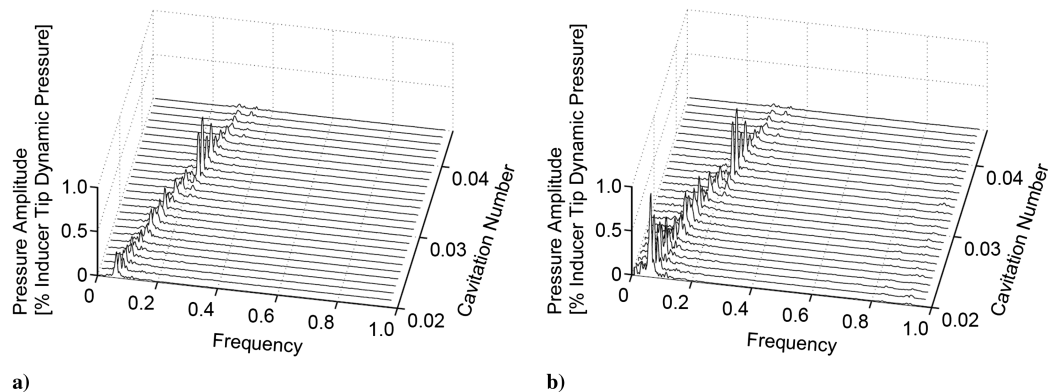 Pressure Amplitude
[% Inducer Tip Dynamic Pressure]
1.0
0.5
0
0
0.2
0.4
0.6
0.8
1.0
Frequency
0.02
0.03
0.04
Cavitation Number
a)
Pressure Amplitude
[% Inducer Tip Dynamic Pressure]
1.0
0.5
0
0
0.2
0.4
0.6
0.8
1.0
Frequency
0.02
0.03
0.04
Cavitation Number
b)